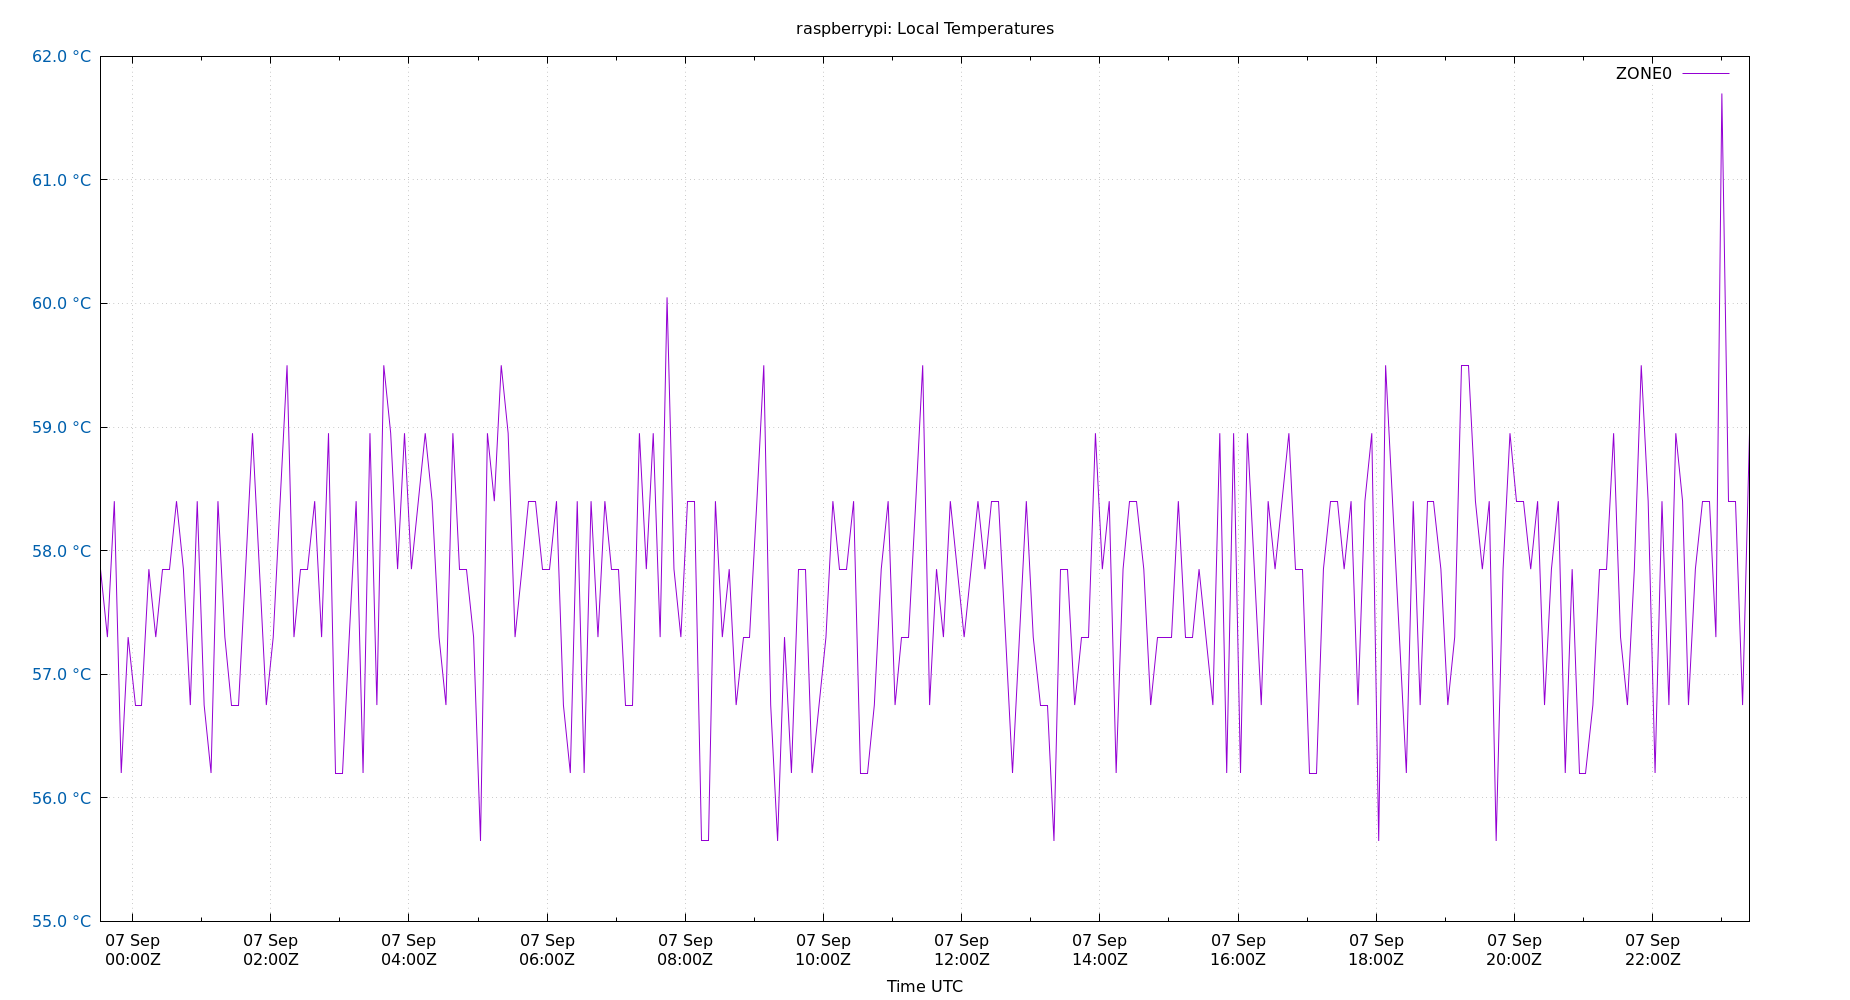 raspberrypi: Local Temperatures
62.0 °C
ZONE0
61.0 °C
60.0 °C
59.0 °C
58.0 °C
57.0 °C
56.0 °C
55.0 °C
07 Sep 07 Sep 07 Sep 07 Sep 07 Sep 07 Sep 07 Sep 07 Sep 07 Sep 07 Sep 07 Sep 07 Sep
00:00Z 02:00Z 04:00Z 06:00Z 08:00Z 10:00Z 12:00Z 14:00Z 16:00Z 18:00Z 20:00Z 22:00Z
Time UTC